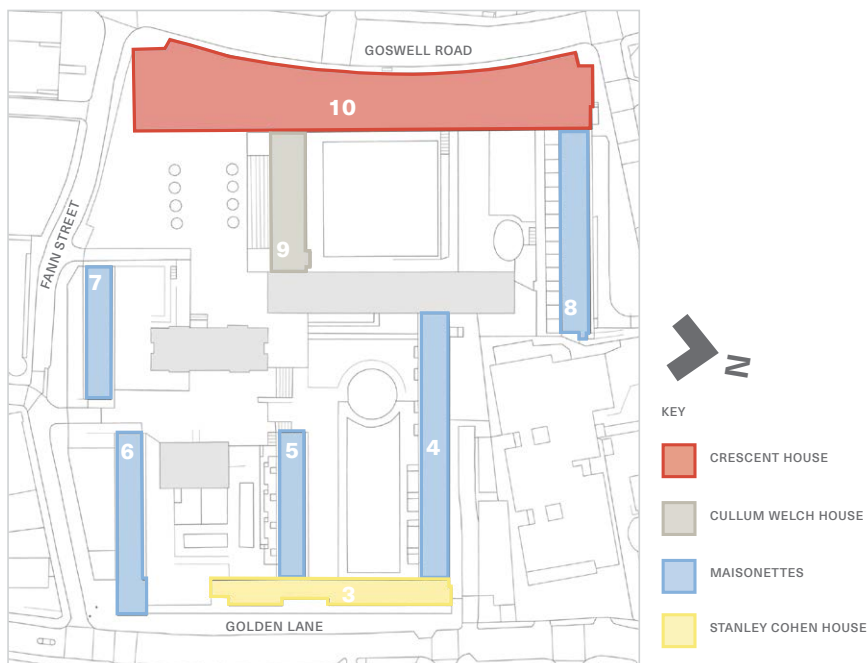 GOSWELL ROAD
10
FANN STREET
9
7
8
6
5
4
3
GOLDEN LANE
N
KEY
CRESCENT HOUSE
CULLUM WELCH HOUSE
MAISONETTES
STANLEY COHEN HOUSE